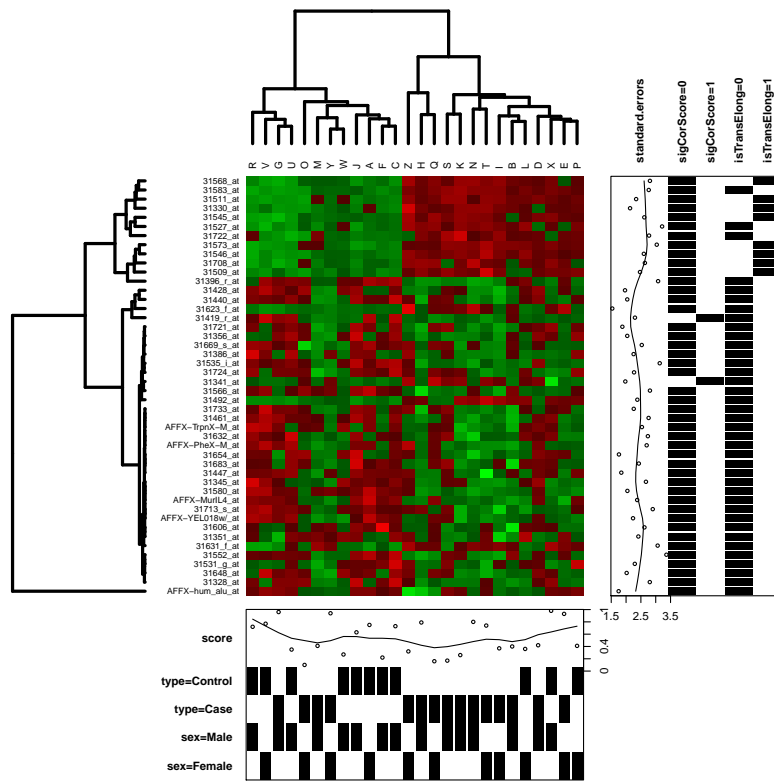 standard.errors
sigCorScore=0
sigCorScore=1
isTransElong=0
isTransElong=1
R V G U O M Y W J A F C Z H Q S K N T I B L D X E P
31568_at
31583_at
31511_at
31330_at
31545_at
31527_at
31722_at
31573_at
31546_at
31708_at
31509_at
31396_r_at
31428_at
31440_at
31623_f_at
31419_r_at
31721_at
31356_at
31669_s_at
31386_at
31535_i_at
31724_at
31341_at
31566_at
31492_at
31733_at
31461_at
AFFX−TrpnX−M_at
31632_at
AFFX−PheX−M_at
31654_at
31683_at
31447_at
31345_at
31580_at
AFFX−MurIL4_at
31713_s_at
AFFX−YEL018w/_at
31606_at
31351_at
31631_f_at
31552_at
31531_g_at
31648_at
31328_at
AFFX−hum_alu_at
1.5 2.5 3.5
score
0 0.4 1
type=Control
type=Case
sex=Male
sex=Female